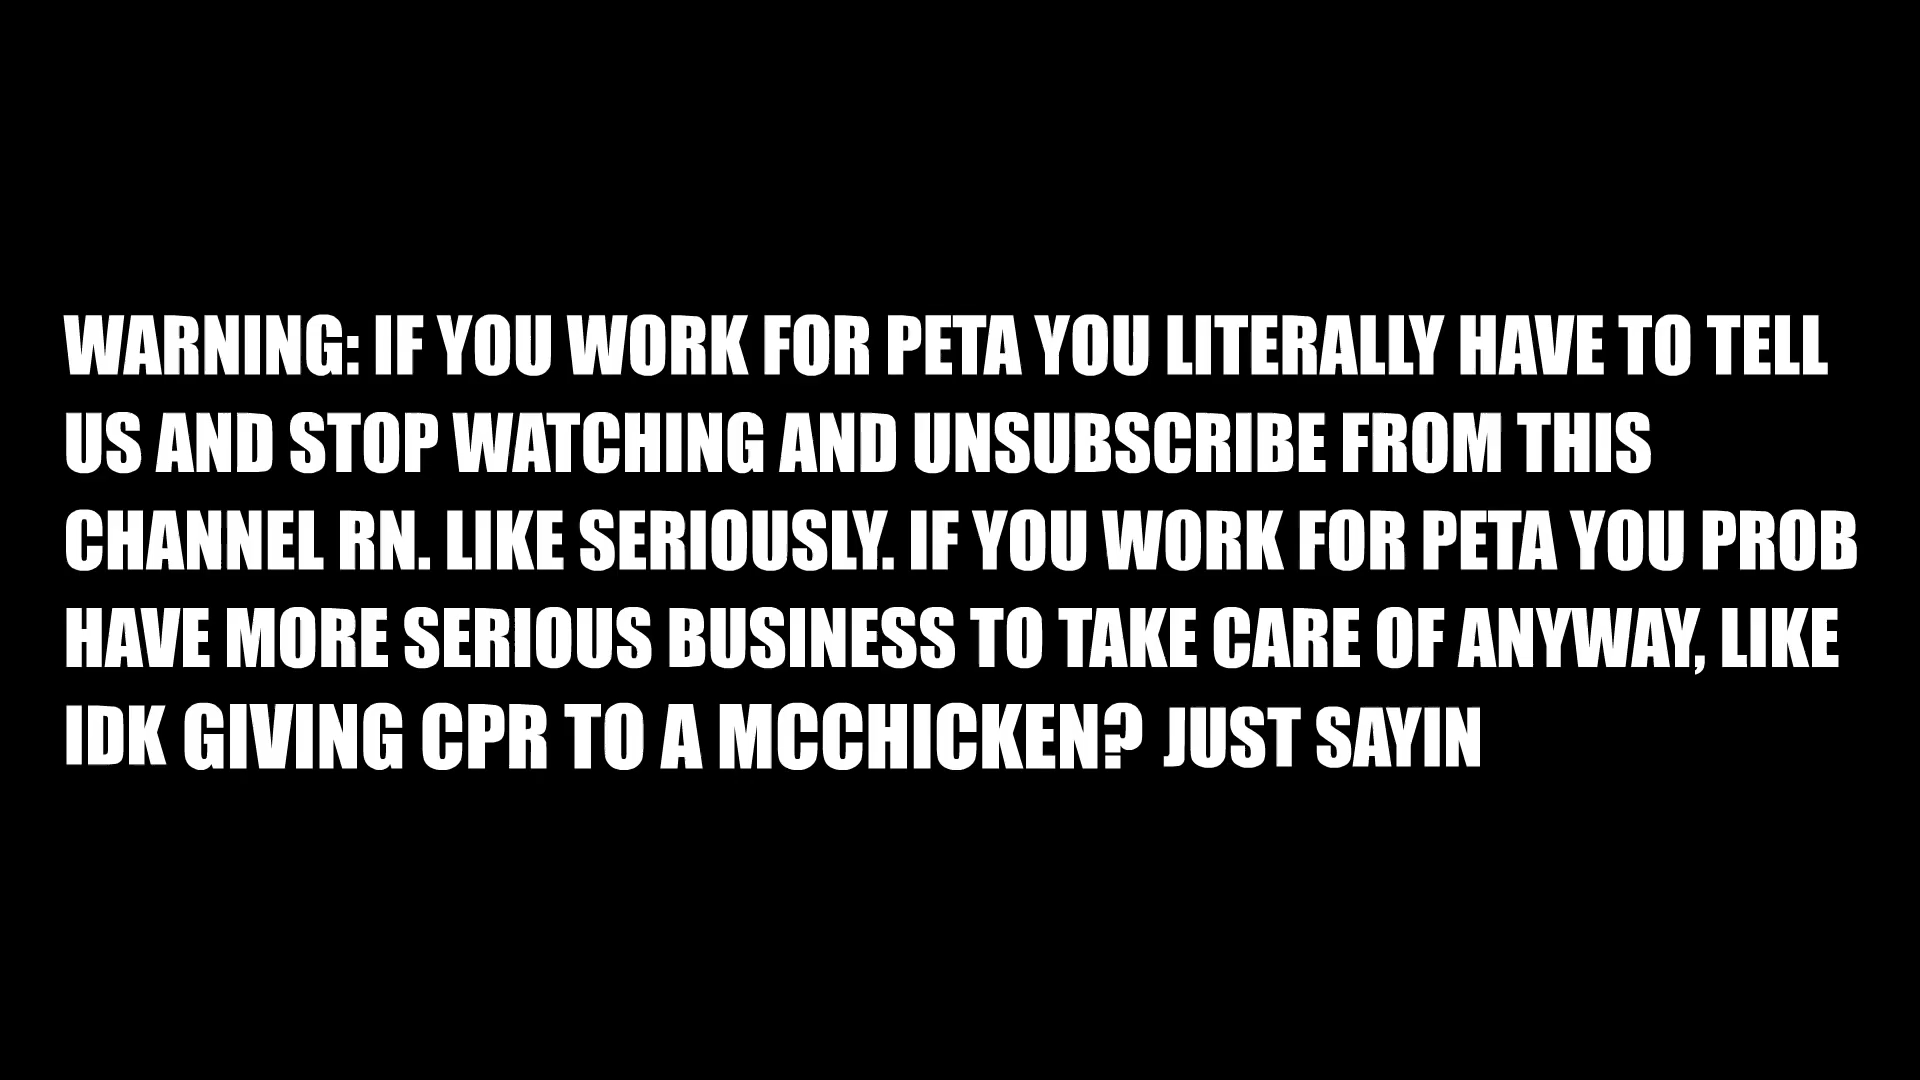 WARNING: IF YOU WORK FOR PETA YOU LITERALLY HAVE TO TELL
US AND STOP WATCHING AND UNSUBSCRIBE FROM THIS
CHANNEL RN. LIKE SERIOUSLY. IF YOU WORK FOR PETA YOU PROB
HAVE MORE SERIOUS BUSINESS TO TAKE CARE OF ANYWAY, LIKE
IDK GIVING CPR TO A MCCHICKEN? JUST SAYIN